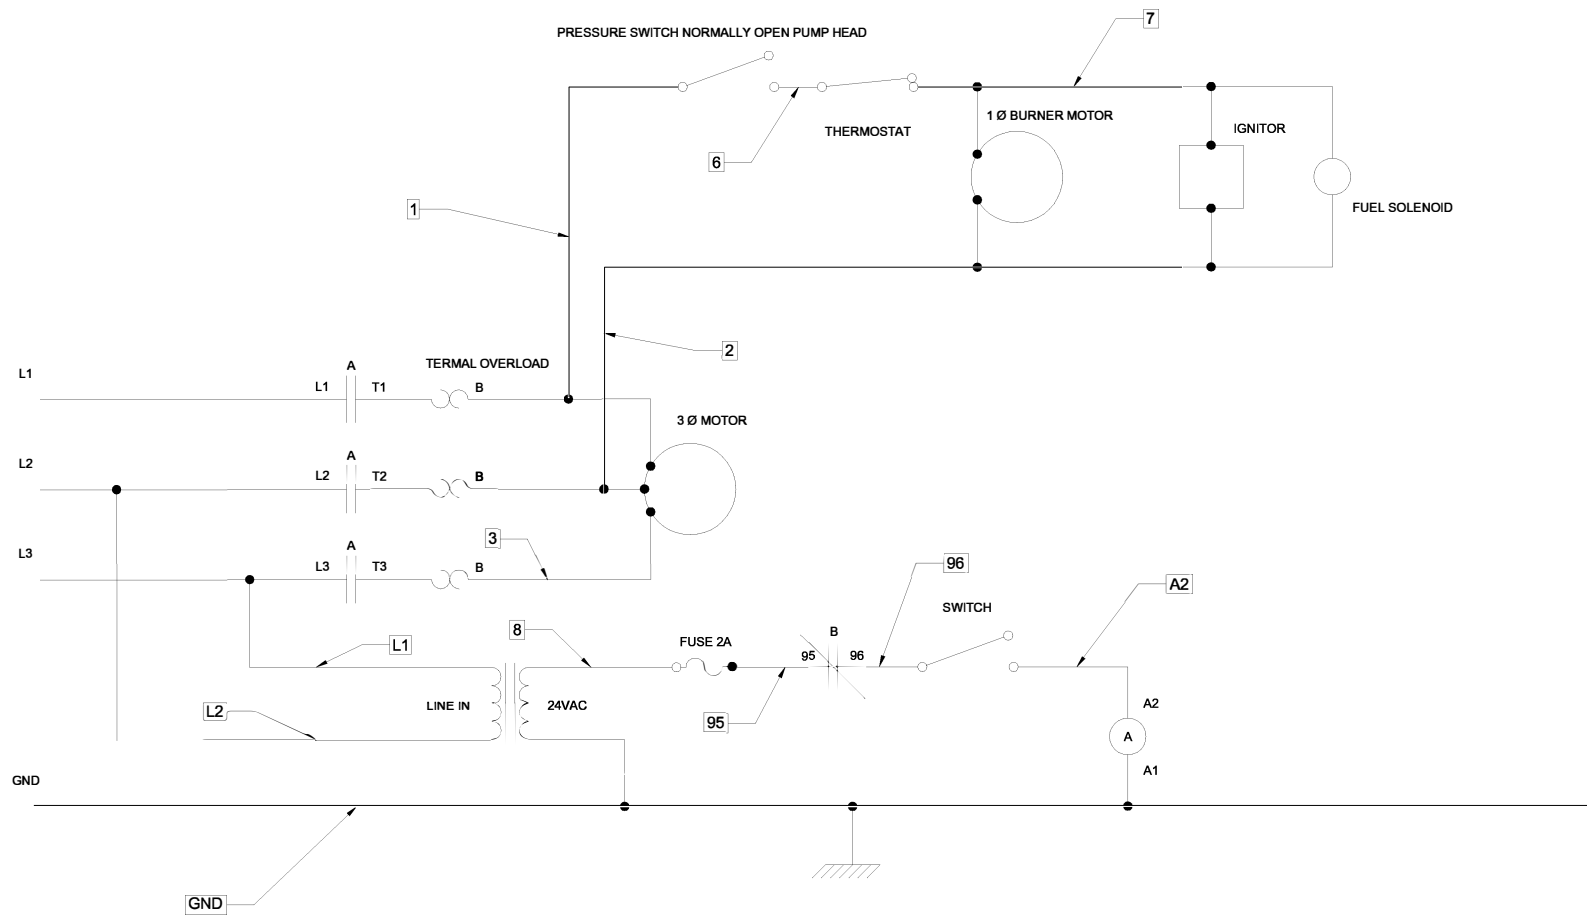 7
PRESSURE SWITCH NORMALLY OPEN PUMP HEAD
1 Ø BURNER MOTOR
THERMOSTAT
IGNITOR
6
1
FUEL SOLENOID
2
TERMAL OVERLOAD
L1
A
L1
T1
B
3 Ø MOTOR
L2
A
L2
T2
B
3
L3
A
L3
T3
B
96
A2
SWITCH
8
FUSE 2A
B
L1
95
96
LINE IN
24VAC
L2
95
A2
A
A1
GND
GND